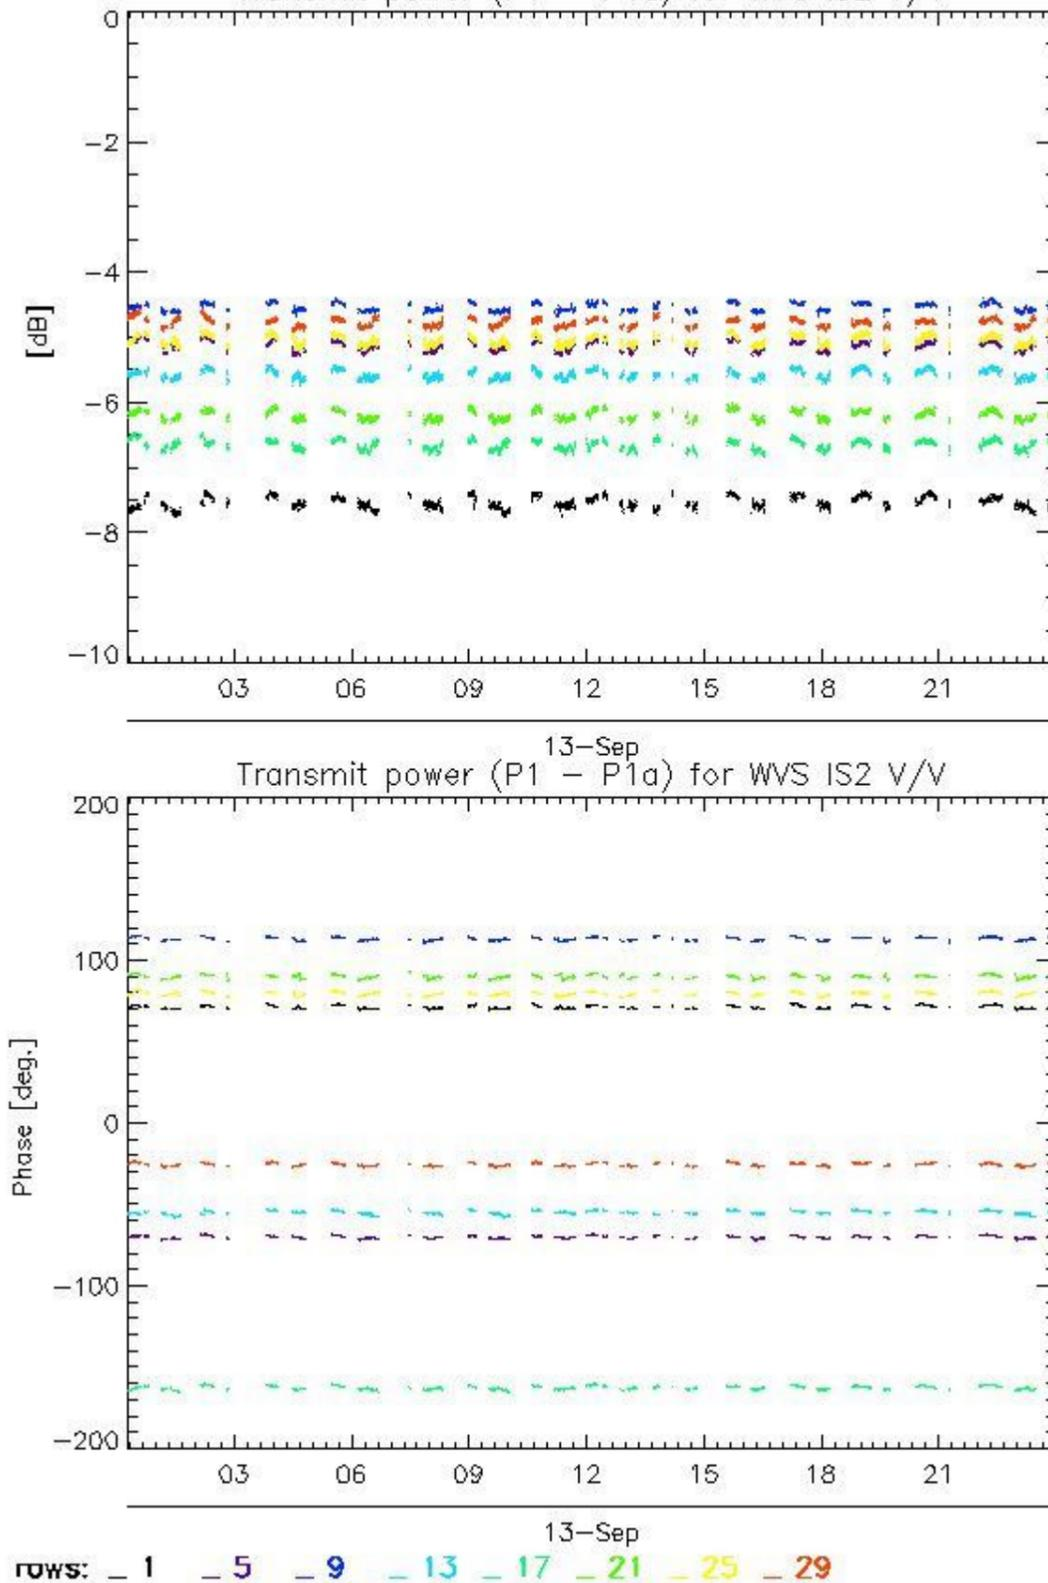 0
-2
-4
-6
-8
-10
[dB]
03 06 09 12 15 18 21
13-Sep
Transmit power (P1 - P1a) for WVS IS2 V/V
200
100
0
-100
-200
Phase [deg.]
03 06 09 12 15 18 21
13-Sep
rows: _ 1 _ 5 _ 9 _ 13 _ 17 _ 21 _ 25 _ 29